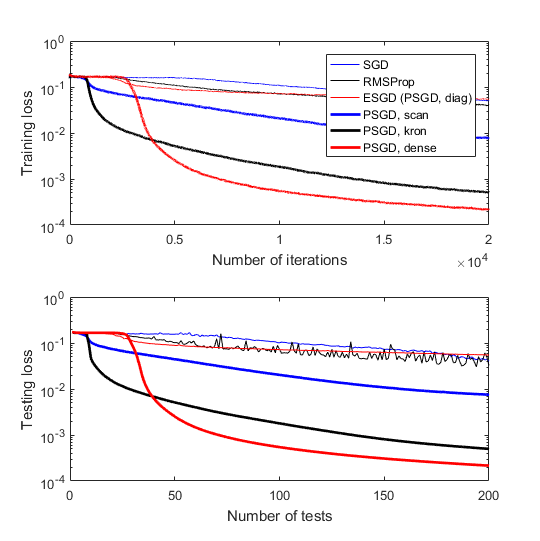 10^0
10^-1
10^-2
10^-3
10^-4
Training loss
SGD
RMSProp
ESGD (PSGD, diag)
PSGD, scan
PSGD, kron
PSGD, dense
0 0.5 1 1.5 2
Number of iterations
×10^4
10^0
10^-1
10^-2
10^-3
10^-4
Testing loss
0 50 100 150 200
Number of tests